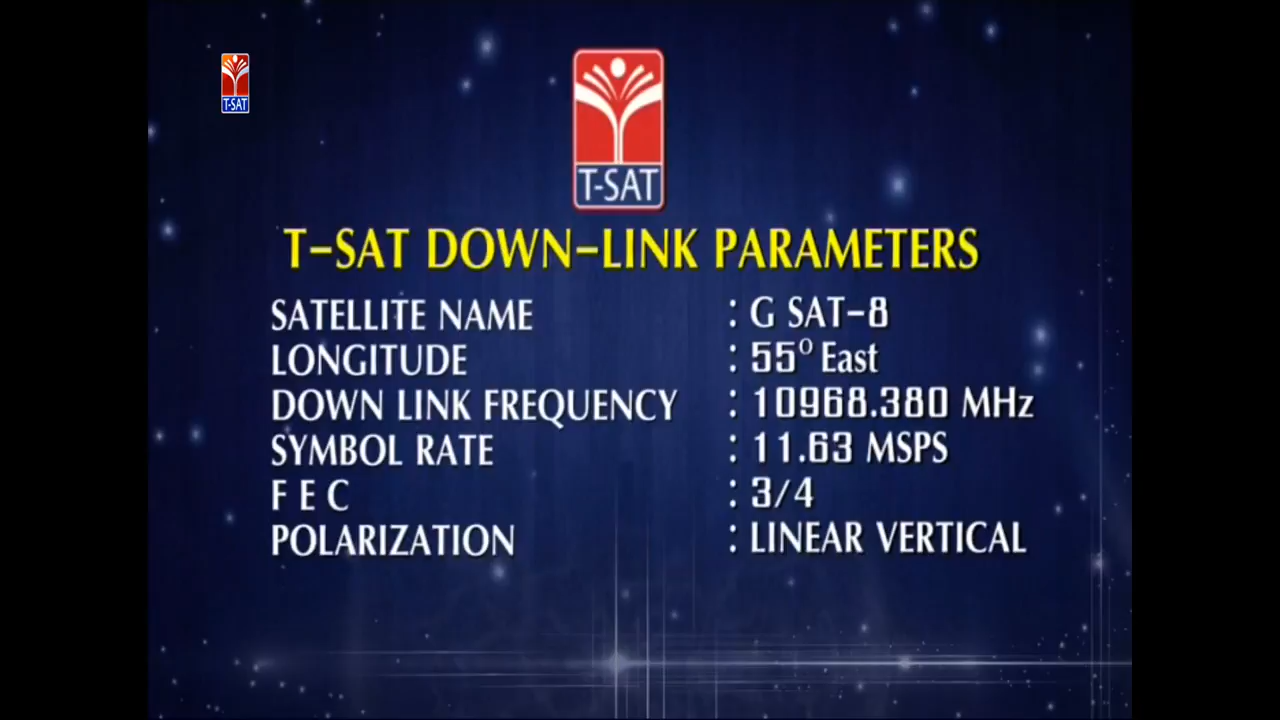 T-SAT
T-SAT
T-SAT DOWN-LINK PARAMETERS
SATELLITE NAME : G SAT-8
LONGITUDE : 55° East
DOWN LINK FREQUENCY : 10968.380 MHz
SYMBOL RATE : 11.63 MSPS
F E C : 3/4
POLARIZATION : LINEAR VERTICAL